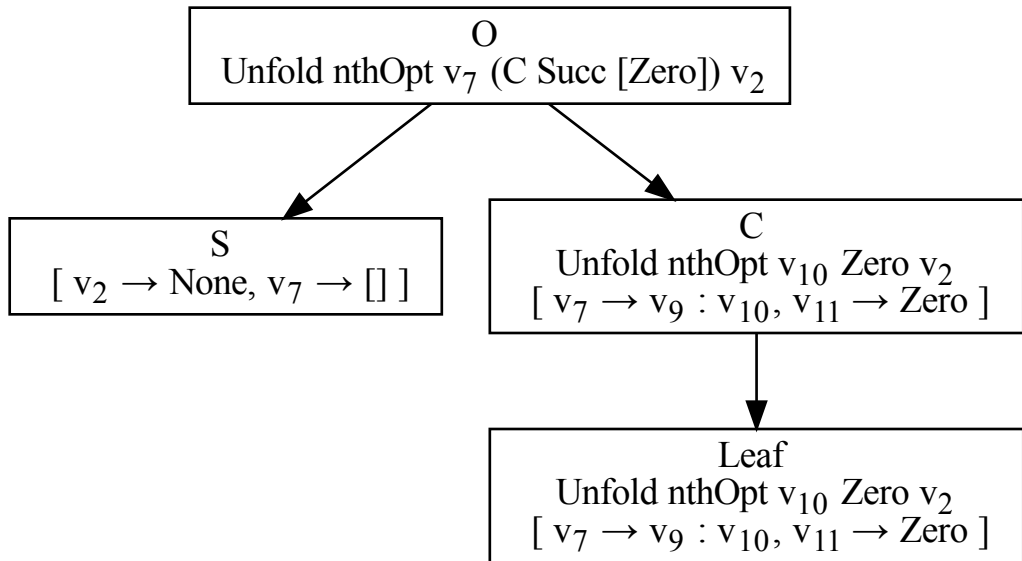 O
Unfold nthOpt v₇ (C Succ [Zero]) v₂
S
[ v₂ → None, v₇ → [] ]
C
Unfold nthOpt v₁₀ Zero v₂
[ v₇ → v₉ : v₁₀, v₁₁ → Zero ]
Leaf
Unfold nthOpt v₁₀ Zero v₂
[ v₇ → v₉ : v₁₀, v₁₁ → Zero ]